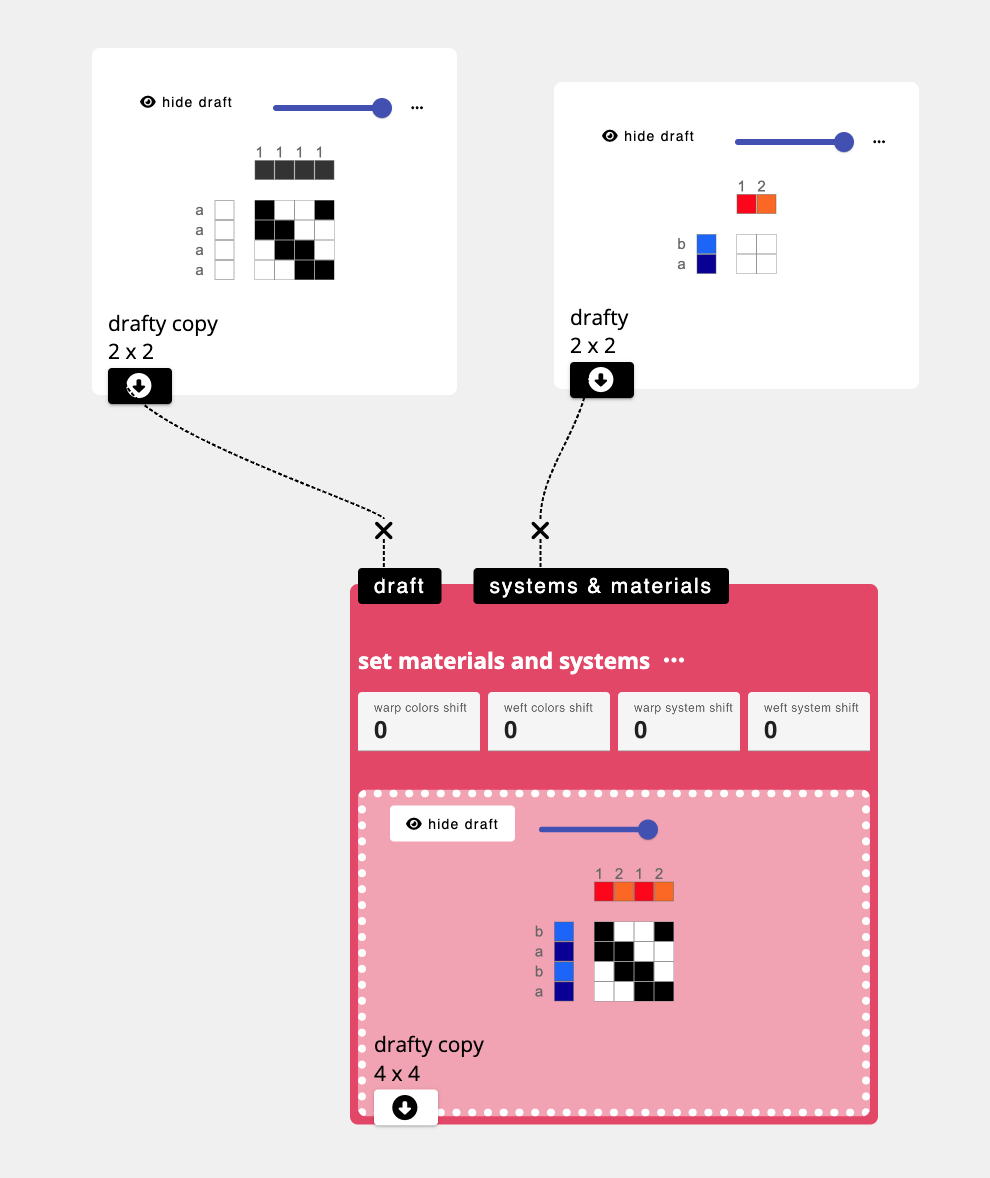 hide draft
1 1 1 1
a
a
a
a
drafty copy
2 x 2
hide draft
1 2
b
a
drafty
2 x 2
draft
systems & materials
set materials and systems
warp colors shift
0
weft colors shift
0
warp system shift
0
weft system shift
0
hide draft
1 2 1 2
b
a
b
a
drafty copy
4 x 4